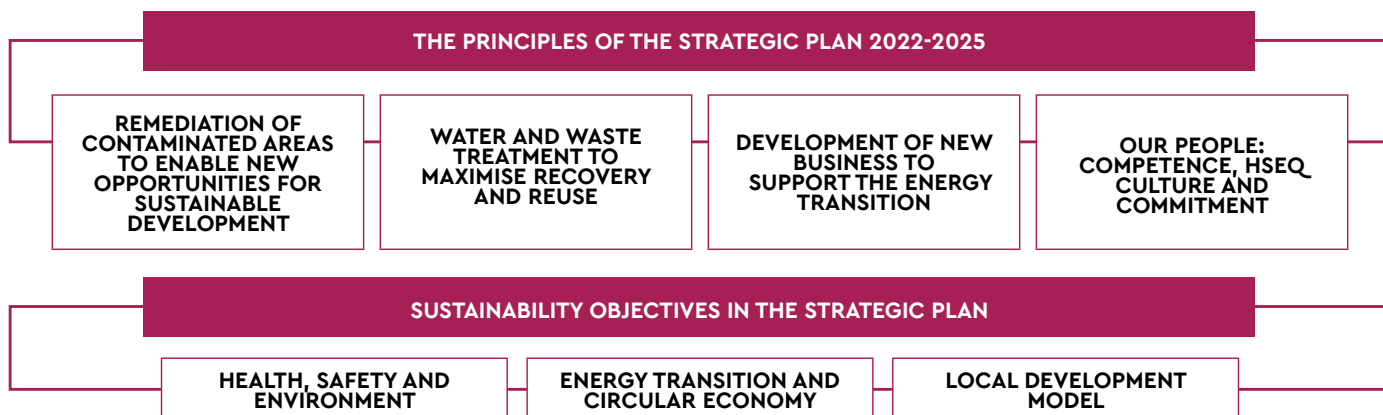 THE PRINCIPLES OF THE STRATEGIC PLAN 2022-2025
REMEDIATION OF
CONTAMINATED AREAS
TO ENABLE NEW
OPPORTUNITIES FOR
SUSTAINABLE
DEVELOPMENT
WATER AND WASTE
TREATMENT TO
MAXIMISE RECOVERY
AND REUSE
DEVELOPMENT OF NEW
BUSINESS TO
SUPPORT THE ENERGY
TRANSITION
OUR PEOPLE:
COMPETENCE, HSEQ
CULTURE AND
COMMITMENT
SUSTAINABILITY OBJECTIVES IN THE STRATEGIC PLAN
HEALTH, SAFETY AND
ENVIRONMENT
ENERGY TRANSITION AND
CIRCULAR ECONOMY
LOCAL DEVELOPMENT
MODEL